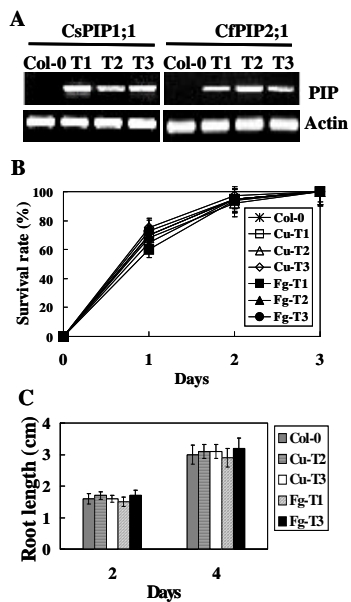 A
CsPIP1;1 CfPIP2;1
Col-0 T1 T2 T3 Col-0 T1 T2 T3
PIP
Actin
B
Survival rate (%)
100
80
60
40
20
0
0 1 2 3
Days
Col-0
Cu-T1
Cu-T2
Cu-T3
Fg-T1
Fg-T2
Fg-T3
C
Root length (cm)
4
3
2
1
0
2 4
Days
Col-0
Cu-T2
Cu-T3
Fg-T1
Fg-T3